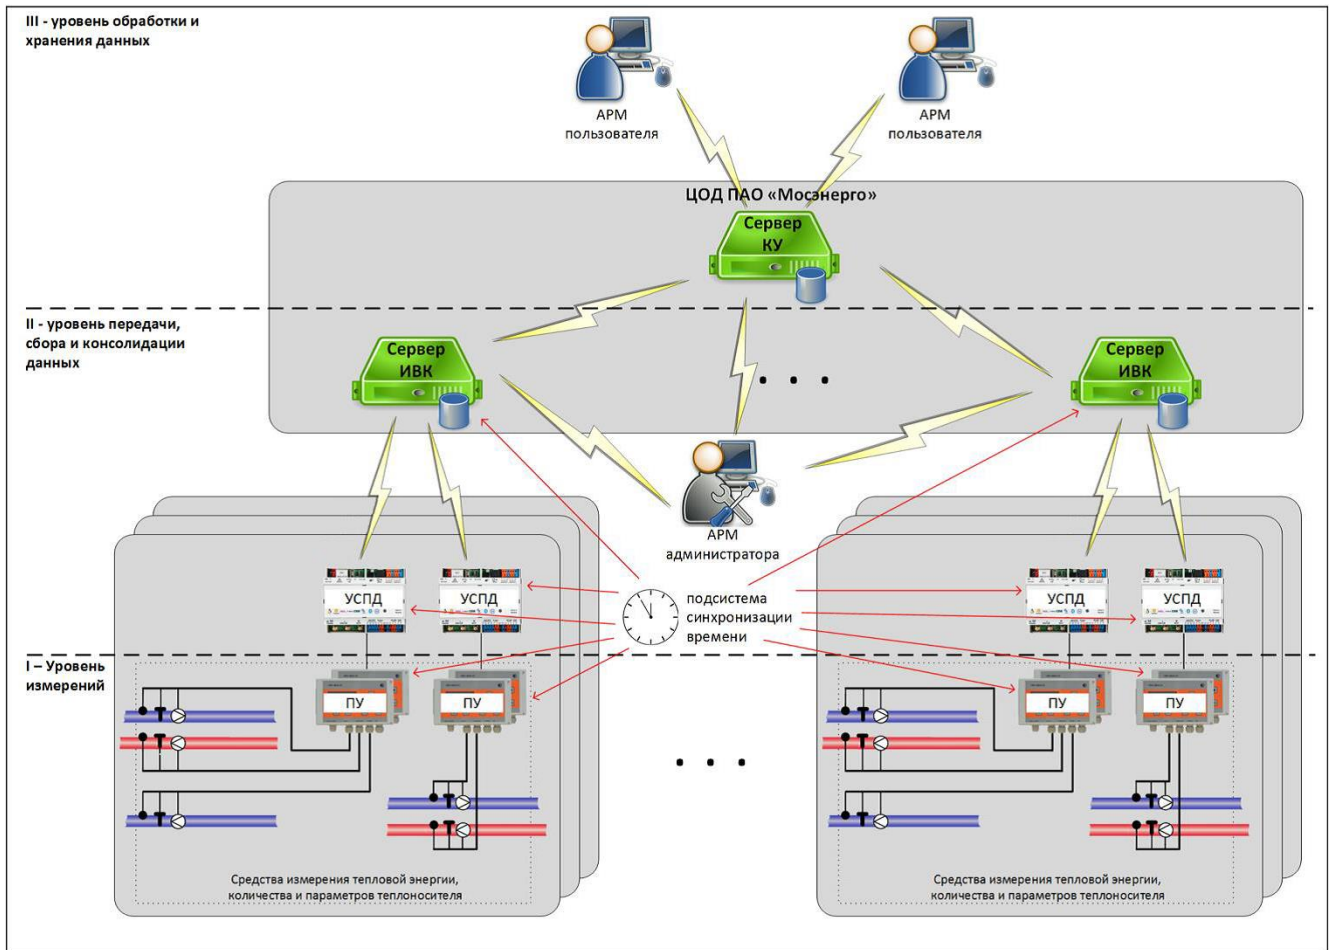 III - уровень обработки и
хранения данных
АРМ
пользователя
АРМ
пользователя
ЦОД ПАО «Мосэнерго»
Сервер
КУ
II - уровень передачи,
сбора и консолидации
данных
Сервер
ИВК
Сервер
ИВК
АРМ
администратора
УСПД
УСПД
подсистема
синхронизации
времени
УСПД
УСПД
I – Уровень
измерений
ПУ
ПУ
ПУ
ПУ
Средства измерения тепловой энергии,
количества и параметров теплоносителя
Средства измерения тепловой энергии,
количества и параметров теплоносителя